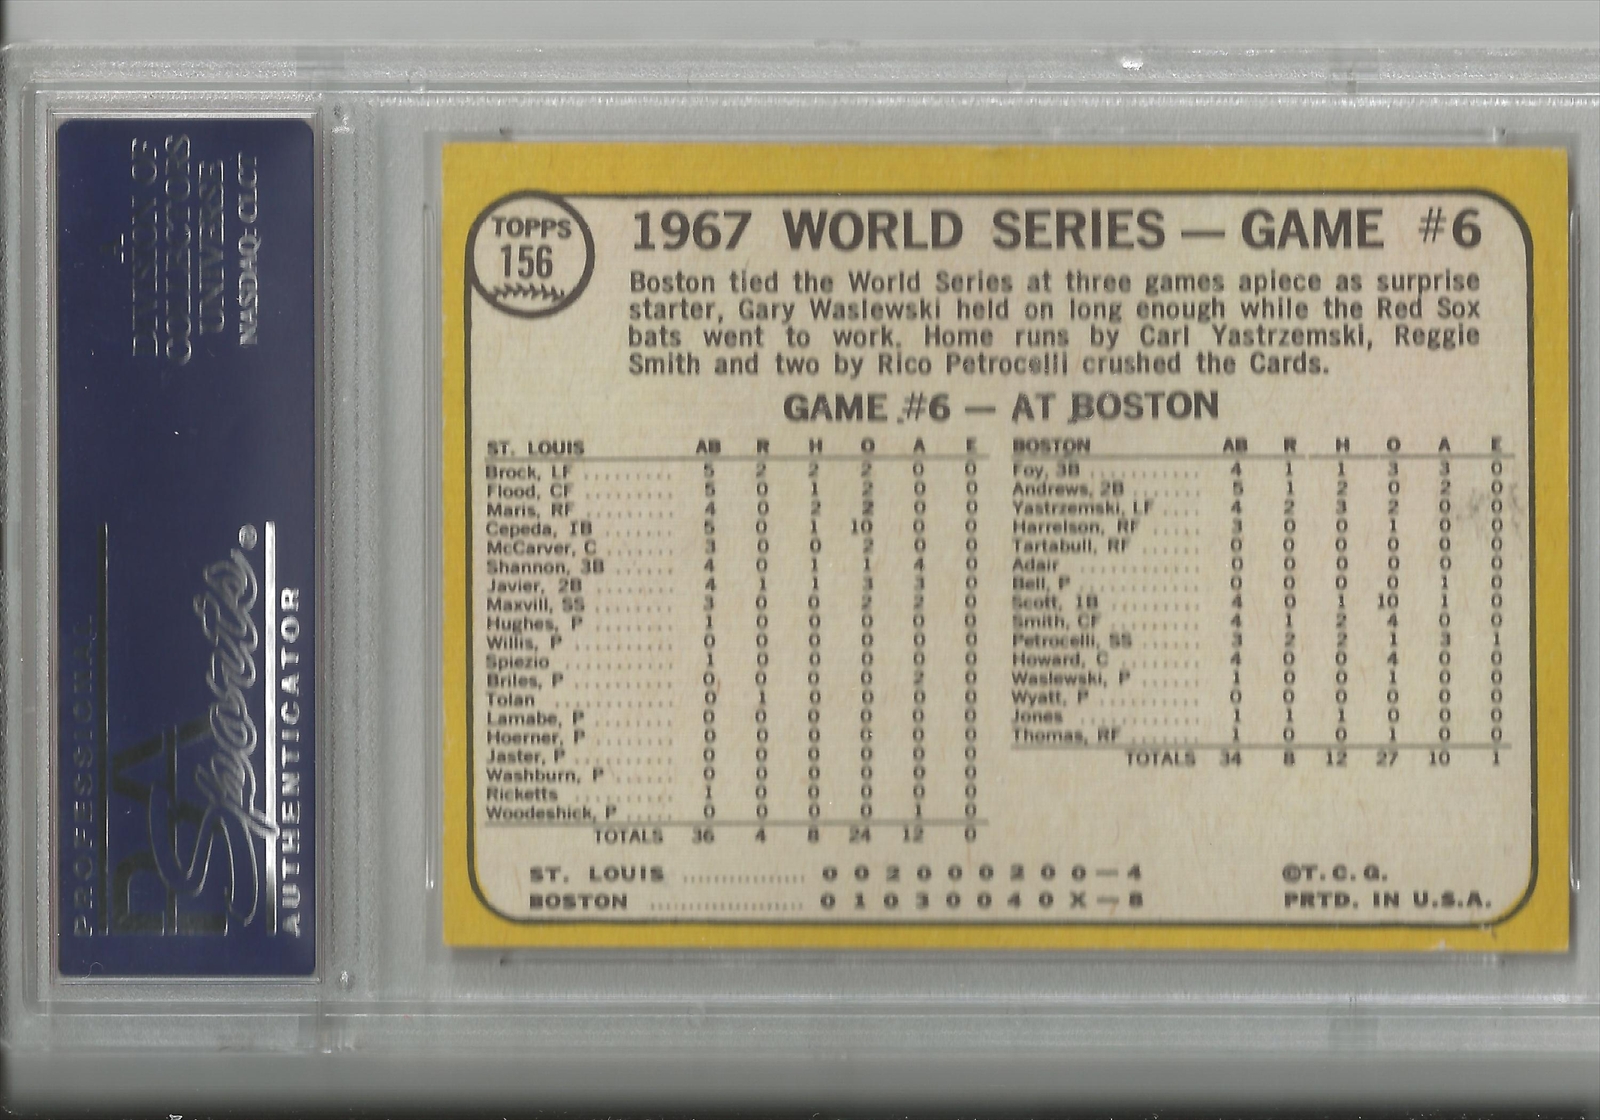 A
DIVISION OF
COLLECTORS
UNIVERSE
NASDAQ: CLCT
PROFESSIONAL
PSA
Sports®
AUTHENTICATOR
TOPPS
156
1967 WORLD SERIES — GAME #6
Boston tied the World Series at three games apiece as surprise
starter, Gary Waslewski held on long enough while the Red Sox
bats went to work. Home runs by Carl Yastrzemski, Reggie
Smith and two by Rico Petrocelli crushed the Cards.
GAME #6 — AT BOSTON
ST. LOUIS AB R H O A E
Brock, LF 5 2 2 2 0 0
Flood, CF 5 0 1 2 0 0
Maris, RF 4 0 2 2 0 0
Cepeda, 1B 5 0 1 10 0 0
McCarver, C 3 0 0 2 0 0
Shannon, 3B 4 0 1 1 4 0
Javier, 2B 4 1 1 3 3 0
Maxvill, SS 3 0 0 2 2 0
Hughes, P 1 0 0 0 0 0
Willis, P 0 0 0 0 0 0
Spiezio 1 0 0 0 0 0
Briles, P 0 0 0 0 2 0
Tolan 0 1 0 0 0 0
Lamabe, P 0 0 0 0 0 0
Hoerner, P 0 0 0 0 0 0
Jaster, P 0 0 0 0 0 0
Washburn, P 0 0 0 0 0 0
Ricketts 1 0 0 0 0 0
Woodeshick, P 0 0 0 0 1 0
TOTALS 36 4 8 24 12 0
BOSTON AB R H O A E
Foy, 3B 4 1 1 3 3 0
Andrews, 2B 5 1 2 0 2 0
Yastrzemski, LF 4 2 3 2 0 0
Harrelson, RF 3 0 0 1 0 0
Tartabull, RF 0 0 0 0 0 0
Adair 0 0 0 0 0 0
Bell, P 0 0 0 0 1 0
Scott, 1B 4 0 1 10 1 0
Smith, CF 4 1 2 4 0 0
Petrocelli, SS 3 2 2 1 3 1
Howard, C 4 0 0 4 0 0
Waslewski, P 1 0 0 1 0 0
Wyatt, P 0 0 0 0 0 0
Jones 1 1 1 0 0 0
Thomas, RF 1 0 0 1 0 0
TOTALS 34 8 12 27 10 1
ST. LOUIS 0 0 2 0 0 0 2 0 0 — 4
BOSTON 0 1 0 3 0 0 4 0 X — 8
©T. C. G.
PRTD. IN U.S.A.